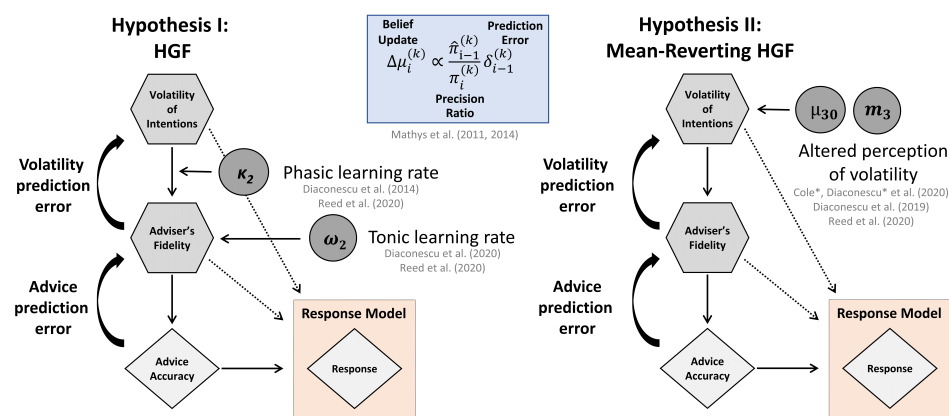 Hypothesis I:
HGF
Volatility
of
Intentions
Volatility
prediction
error
κ₂
Phasic learning rate
Diaconescu et al. (2014)
Reed et al. (2020)
Adviser's
Fidelity
ω₂
Tonic learning rate
Diaconescu et al. (2020)
Reed et al. (2020)
Advice
prediction
error
Advice
Accuracy
Response Model
Response
Belief
Update
Prediction
Error
Δμᵢ⁽ᵏ⁾ ∝ π̂ᵢ₋₁⁽ᵏ⁾ / πᵢ⁽ᵏ⁾ δᵢ₋₁⁽ᵏ⁾
Precision
Ratio
Mathys et al. (2011, 2014)
Hypothesis II:
Mean-Reverting HGF
Volatility
of
Intentions
μ₃₀
m₃
Altered perception
of volatility
Cole*, Diaconescu* et al. (2020)
Diaconescu et al. (2019)
Reed et al. (2020)
Volatility
prediction
error
Adviser's
Fidelity
Advice
prediction
error
Advice
Accuracy
Response Model
Response